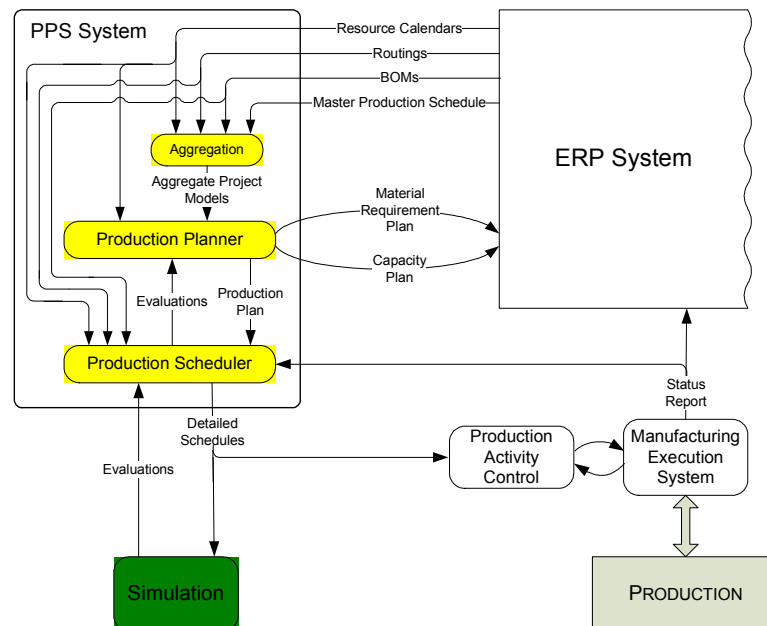 PPS System
Resource Calendars
Routings
BOMs
Master Production Schedule
ERP System
Aggregation
Aggregate Project
Models
Material
Requirement
Plan
Production Planner
Capacity
Plan
Evaluations
Production
Plan
Production Scheduler
Status
Report
Detailed
Schedules
Production
Activity
Control
Manufacturing
Execution
System
Evaluations
Simulation
PRODUCTION